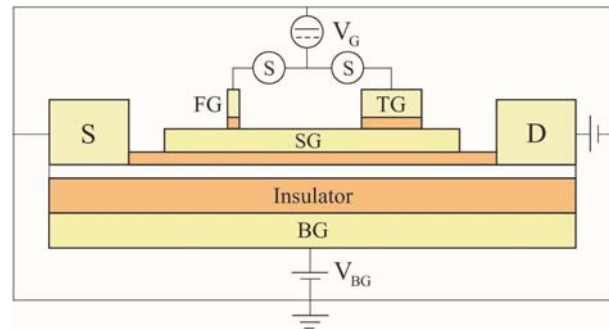 V_G
S S
FG TG
S SG D
Insulator
BG
V_BG